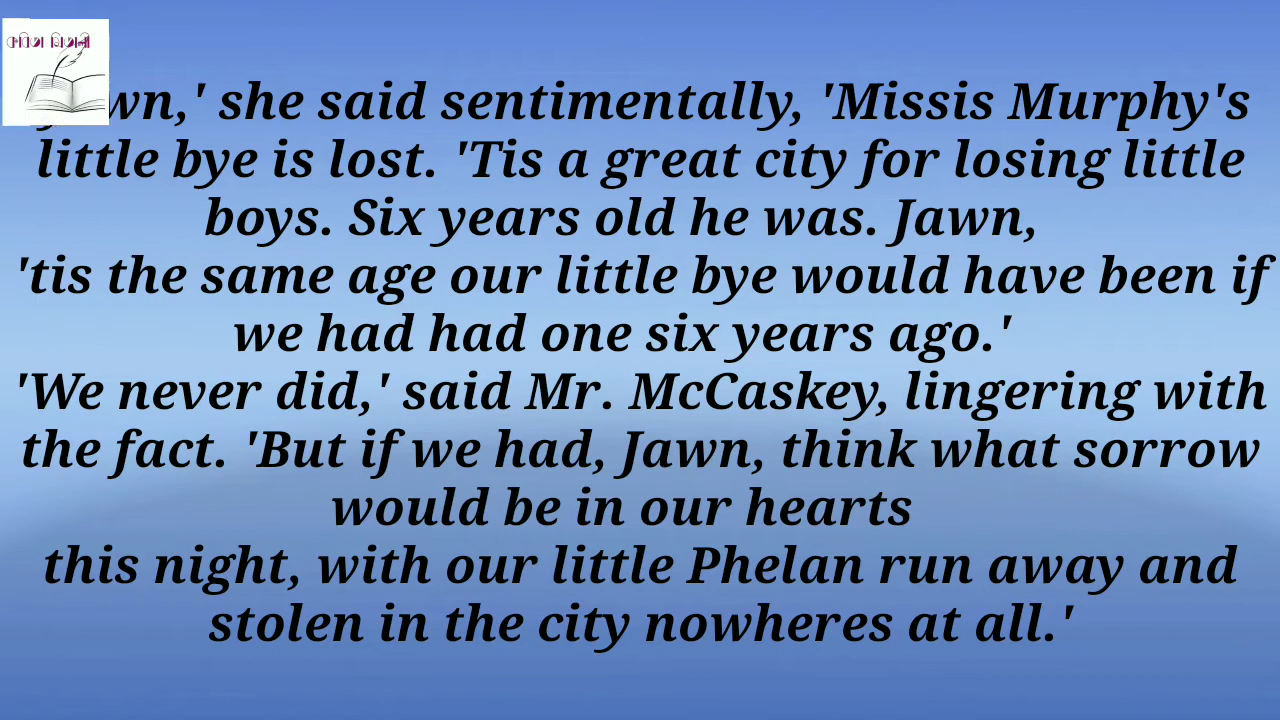 wn,' she said sentimentally, 'Missis Murphy's
little bye is lost. 'Tis a great city for losing little
boys. Six years old he was. Jawn,
'tis the same age our little bye would have been if
we had had one six years ago.'
'We never did,' said Mr. McCaskey, lingering with
the fact. 'But if we had, Jawn, think what sorrow
would be in our hearts
this night, with our little Phelan run away and
stolen in the city nowheres at all.'